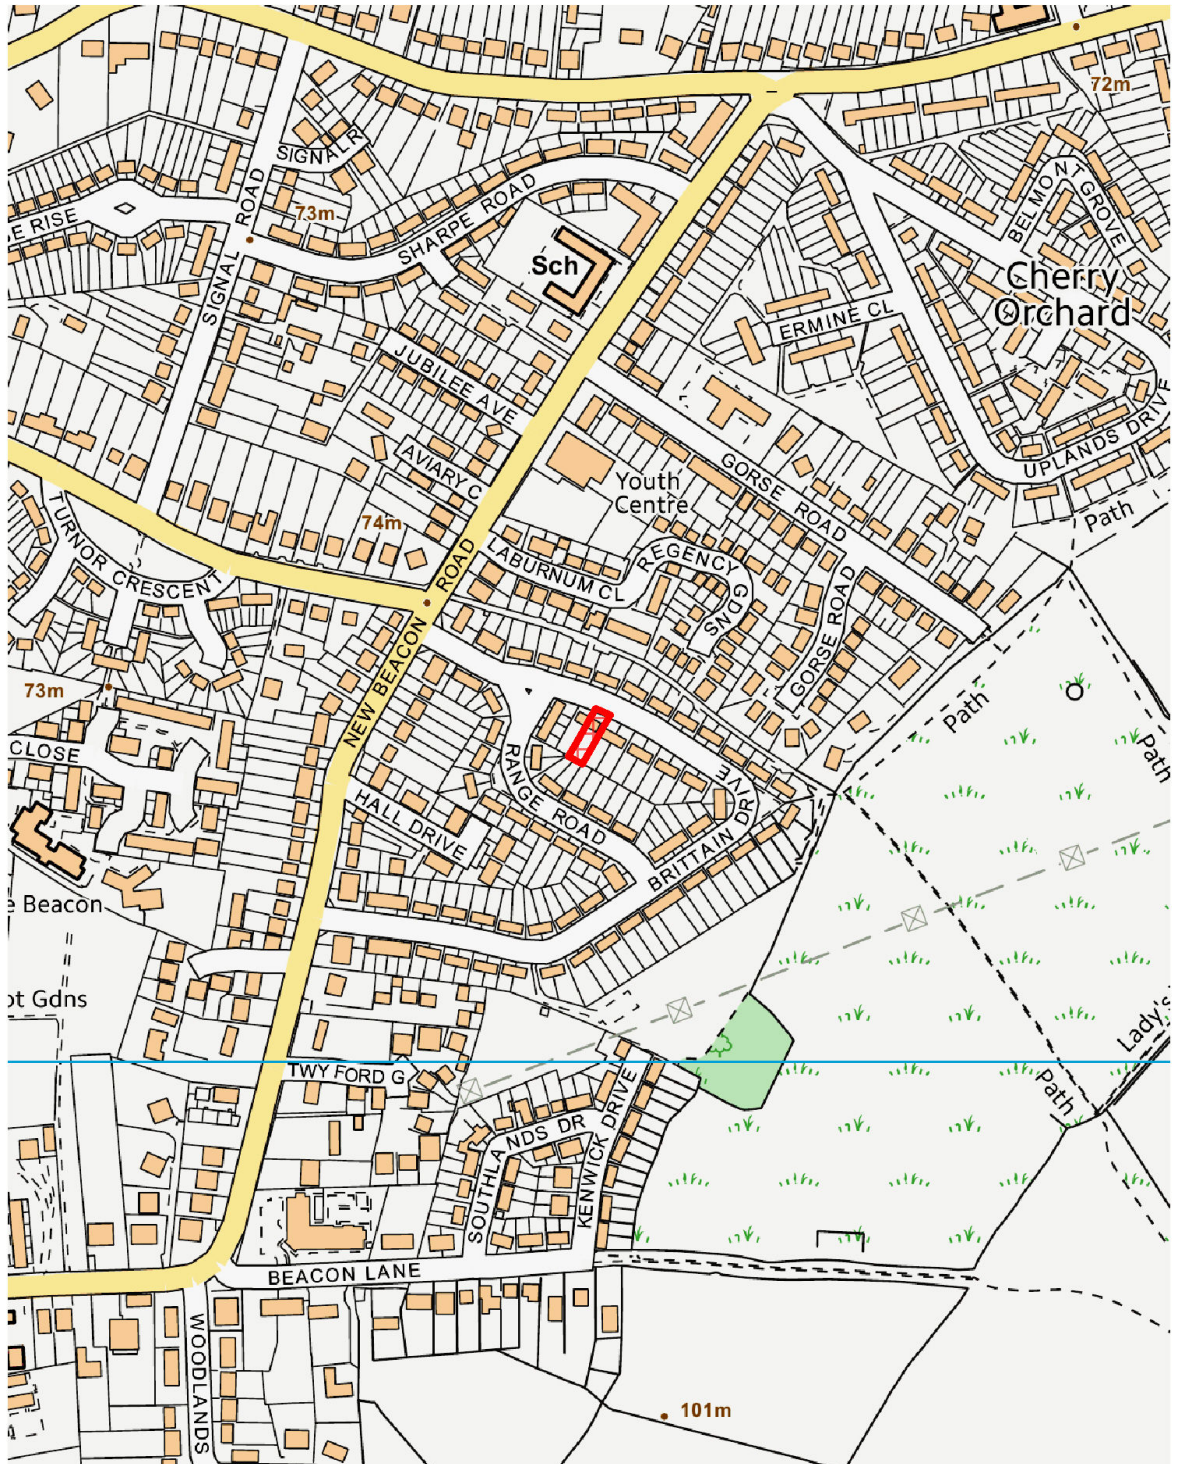 72m
SIGNAL R
BELMONT GROVE
73m
SIGNAL ROAD
SHARPE ROAD
DE RISE
Sch
Cherry
Orchard
ERMINE CL
JUBILEE AVE
UPLANDS DRIVE
AVIARY C
GORSE ROAD
Youth
Centre
Path
74m
TURNOR CRESCENT
REGENCY GDNS
LABURNUM CL
GORSE ROAD
NEW BEACON ROAD
73m
Path
CLOSE
RANGE ROAD
BRITTAIN DRIVE
Path
HALL DRIVE
e Beacon
ot Gdns
Lady's
TWYFORD G
Path
SOUTHLANDS DR
KENWICK DRIVE
BEACON LANE
WOODLANDS
101m